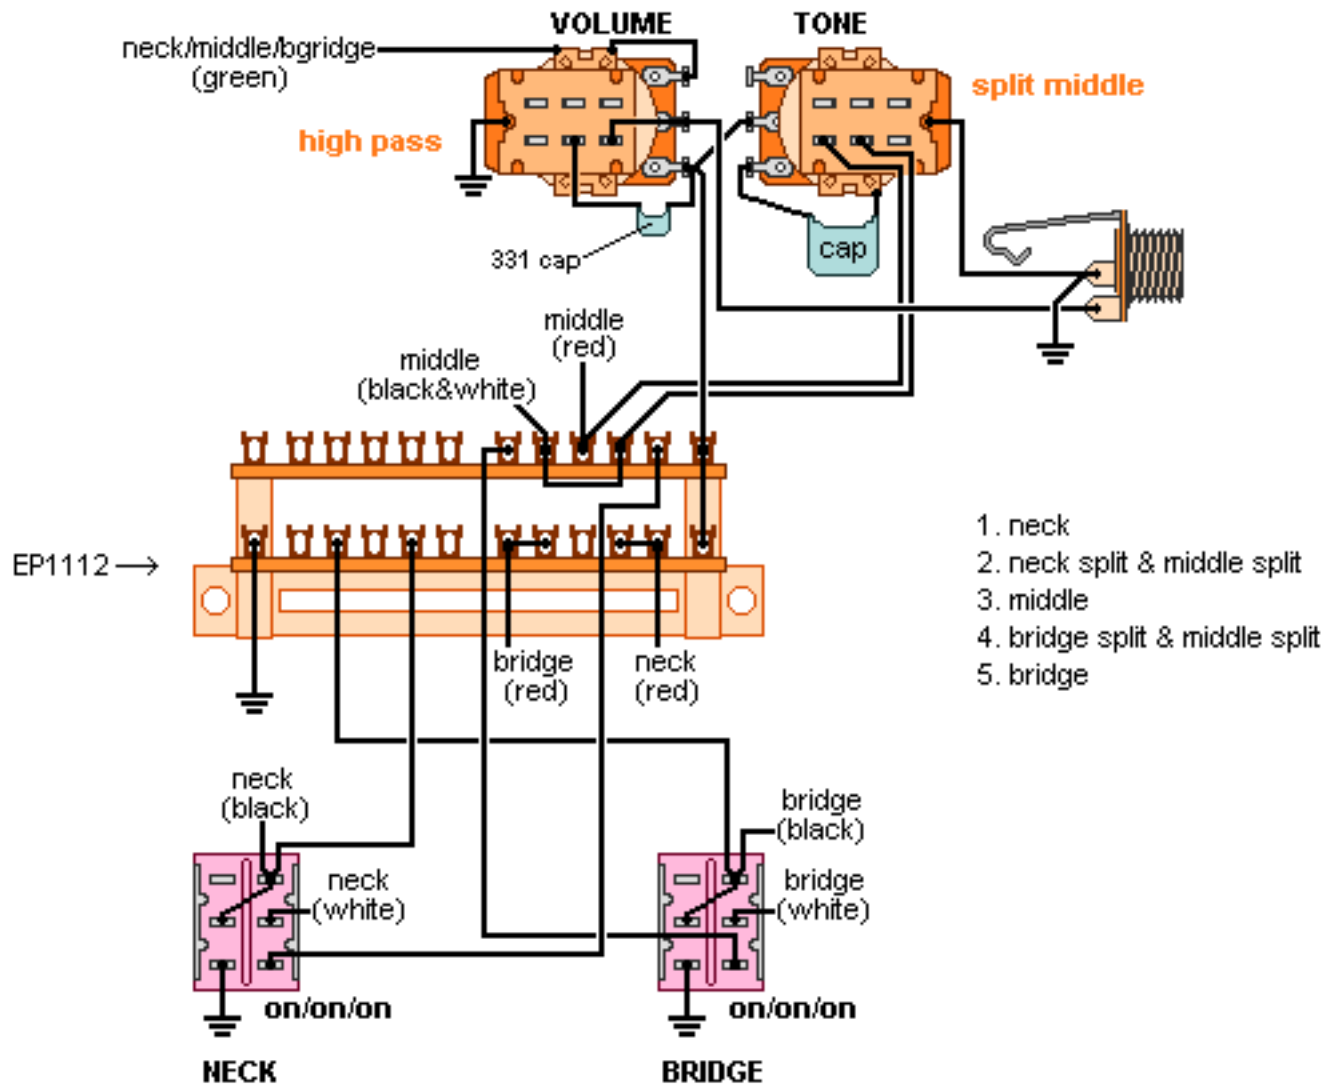 VOLUME
TONE
neck/middle/bgridge
(green)
split middle
high pass
331 cap
cap
middle
(red)
middle
(black&white)
EP1112
1. neck
2. neck split & middle split
3. middle
4. bridge split & middle split
5. bridge
bridge
(red)
neck
(red)
neck
(black)
bridge
(black)
neck
(white)
bridge
(white)
on/on/on
on/on/on
NECK
BRIDGE